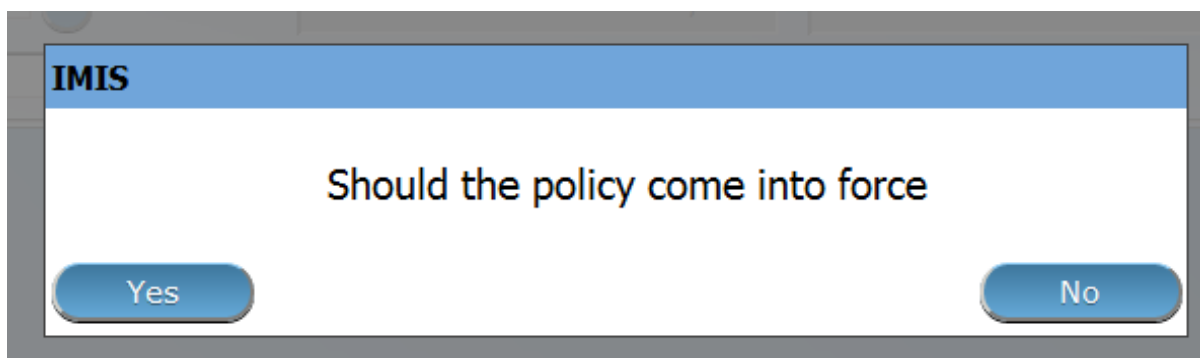 IMIS
Should the policy come into force
Yes
No